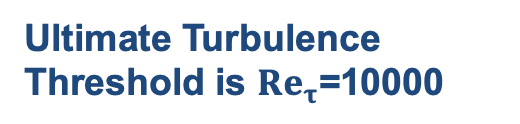 Ultimate Turbulence
Threshold is Reτ=10000